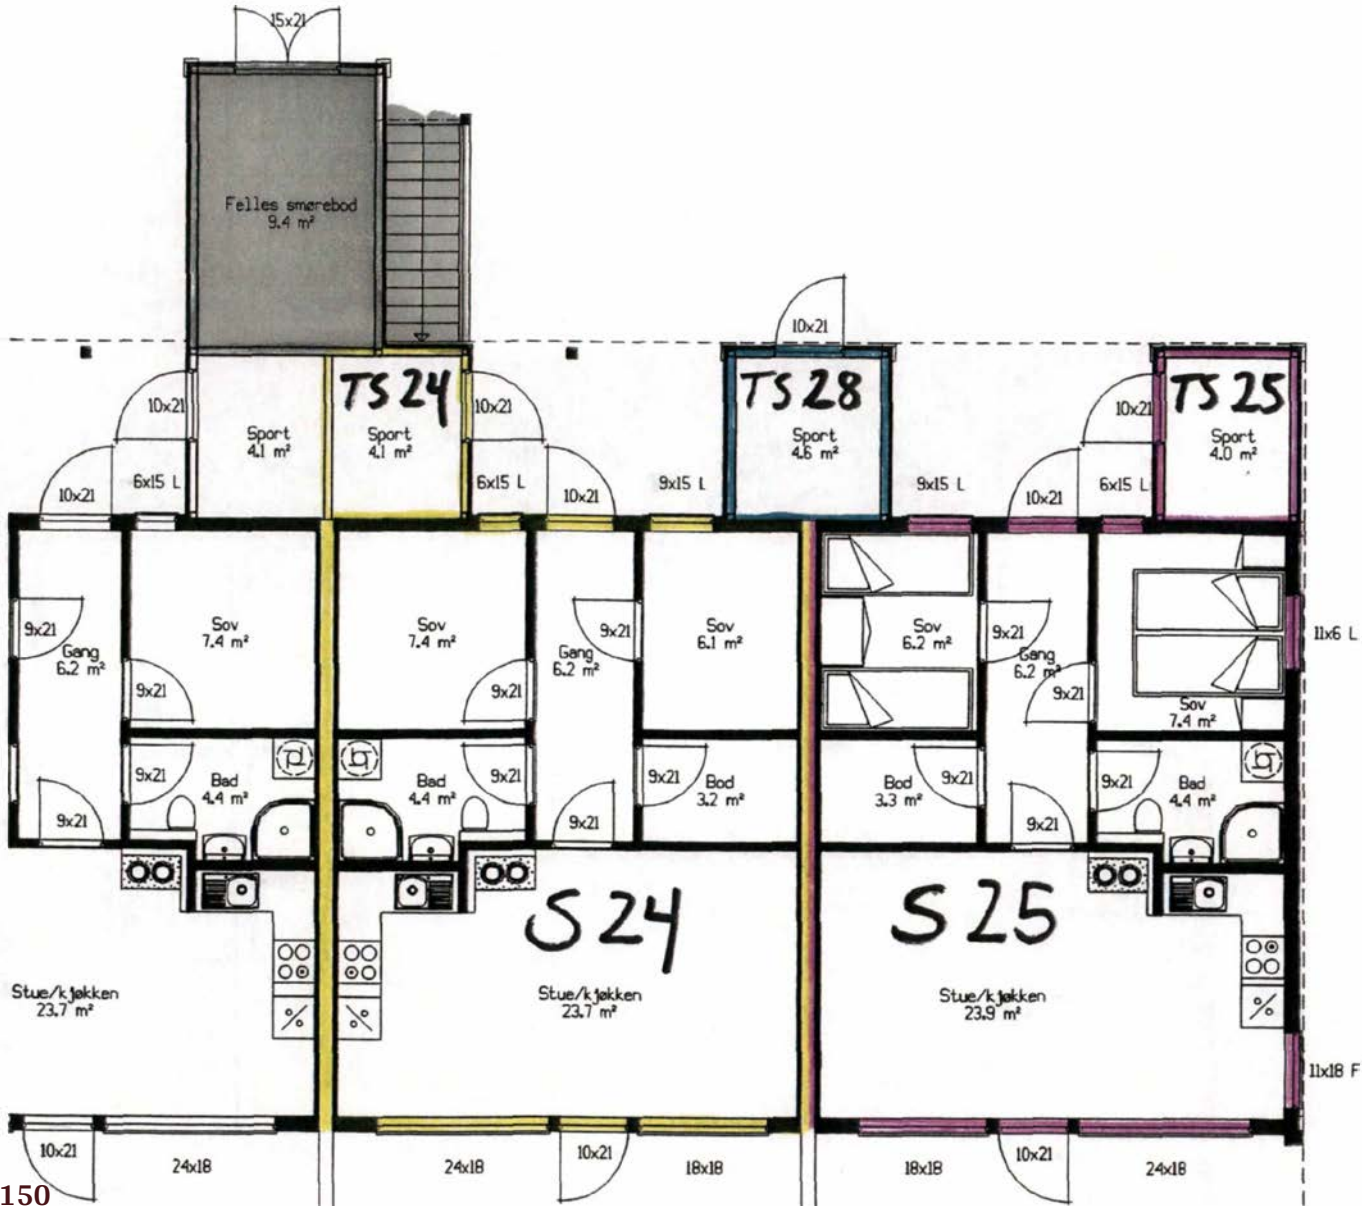 15x21
Felles smørebod
9.4 m²
10x21
TS 24
TS 28
TS 25
10x21
10x21
10x21
Sport
4.1 m²
Sport
4.1 m²
Sport
4.6 m²
Sport
4.0 m²
10x21
6x15 L
6x15 L
10x21
9x15 L
9x15 L
10x21
6x15 L
9x21
Gang
6.2 m²
Sov
7.4 m²
Sov
7.4 m²
Gang
6.2 m²
9x21
Sov
6.1 m²
Sov
6.2 m²
9x21
Gang
6.2 m²
11x6 L
9x21
9x21
9x21
Sov
7.4 m²
9x21
Bad
4.4 m²
Bad
4.4 m²
9x21
9x21
Bod
3.2 m²
Bod
3.3 m²
9x21
9x21
Bad
4.4 m²
9x21
9x21
9x21
S 24
S 25
Stue/kjøkken
23.7 m²
Stue/kjøkken
23.7 m²
Stue/kjøkken
23.9 m²
11x18 F
10x21
24x18
24x18
10x21
18x18
18x18
10x21
24x18
150